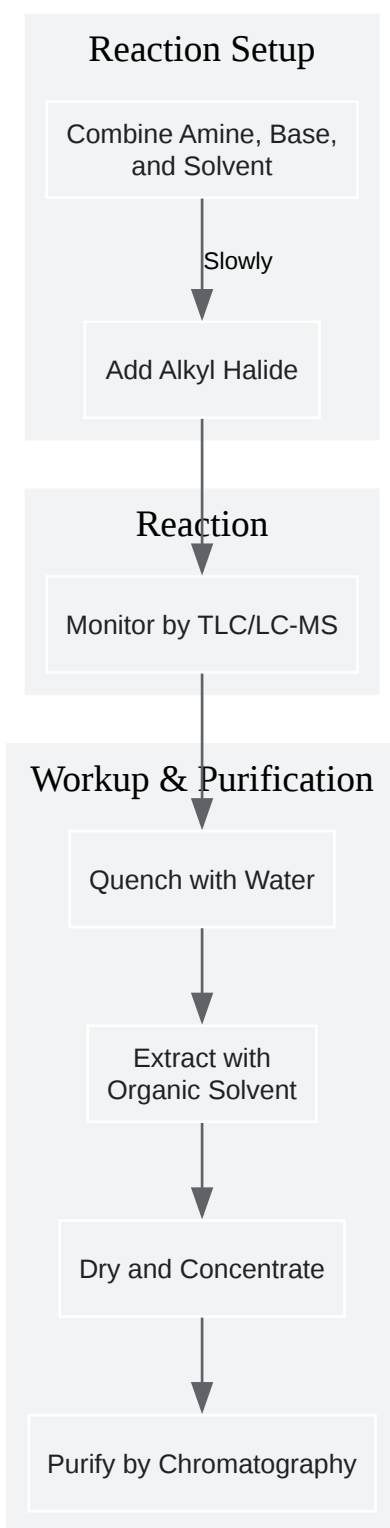 Reaction Setup
Combine Amine, Base,
and Solvent
Slowly
Add Alkyl Halide
Reaction
Monitor by TLC/LC-MS
Workup & Purification
Quench with Water
Extract with
Organic Solvent
Dry and Concentrate
Purify by Chromatography